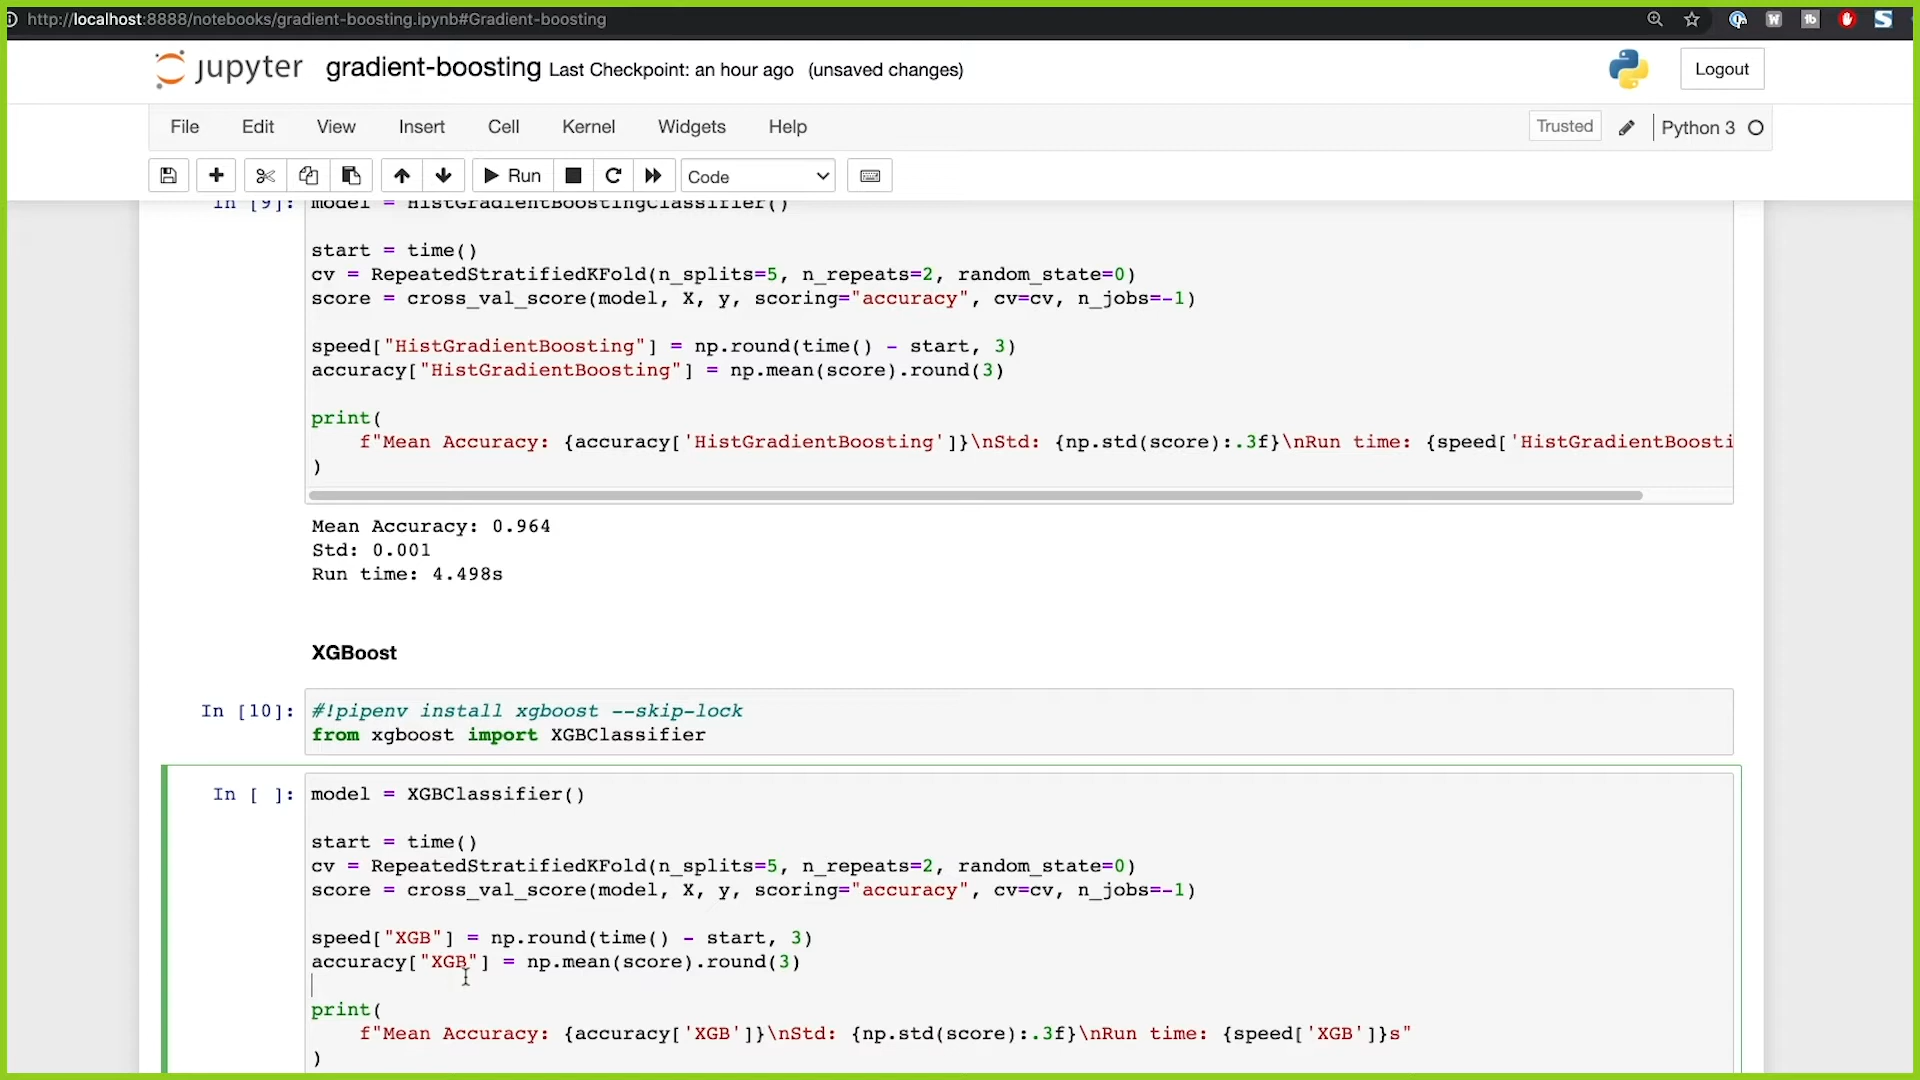 http://localhost:8888/notebooks/gradient-boosting.ipynb#Gradient-boosting
W
tb
S
jupyter gradient-boosting Last Checkpoint: an hour ago (unsaved changes)
Logout
File Edit View Insert Cell Kernel Widgets Help
Trusted
Python 3
Run
Code
In [9]: model = HistGradientBoostingClassifier()
start = time()
cv = RepeatedStratifiedKFold(n_splits=5, n_repeats=2, random_state=0)
score = cross_val_score(model, X, y, scoring="accuracy", cv=cv, n_jobs=-1)
speed["HistGradientBoosting"] = np.round(time() - start, 3)
accuracy["HistGradientBoosting"] = np.mean(score).round(3)
print(
f"Mean Accuracy: {accuracy['HistGradientBoosting']}\nStd: {np.std(score):.3f}\nRun time: {speed['HistGradientBoosti
)
Mean Accuracy: 0.964
Std: 0.001
Run time: 4.498s
XGBoost
In [10]: #!pipenv install xgboost --skip-lock
from xgboost import XGBClassifier
In [ ]: model = XGBClassifier()
start = time()
cv = RepeatedStratifiedKFold(n_splits=5, n_repeats=2, random_state=0)
score = cross_val_score(model, X, y, scoring="accuracy", cv=cv, n_jobs=-1)
speed["XGB"] = np.round(time() - start, 3)
accuracy["XGB"] = np.mean(score).round(3)
print(
f"Mean Accuracy: {accuracy['XGB']}\nStd: {np.std(score):.3f}\nRun time: {speed['XGB']}s"
)